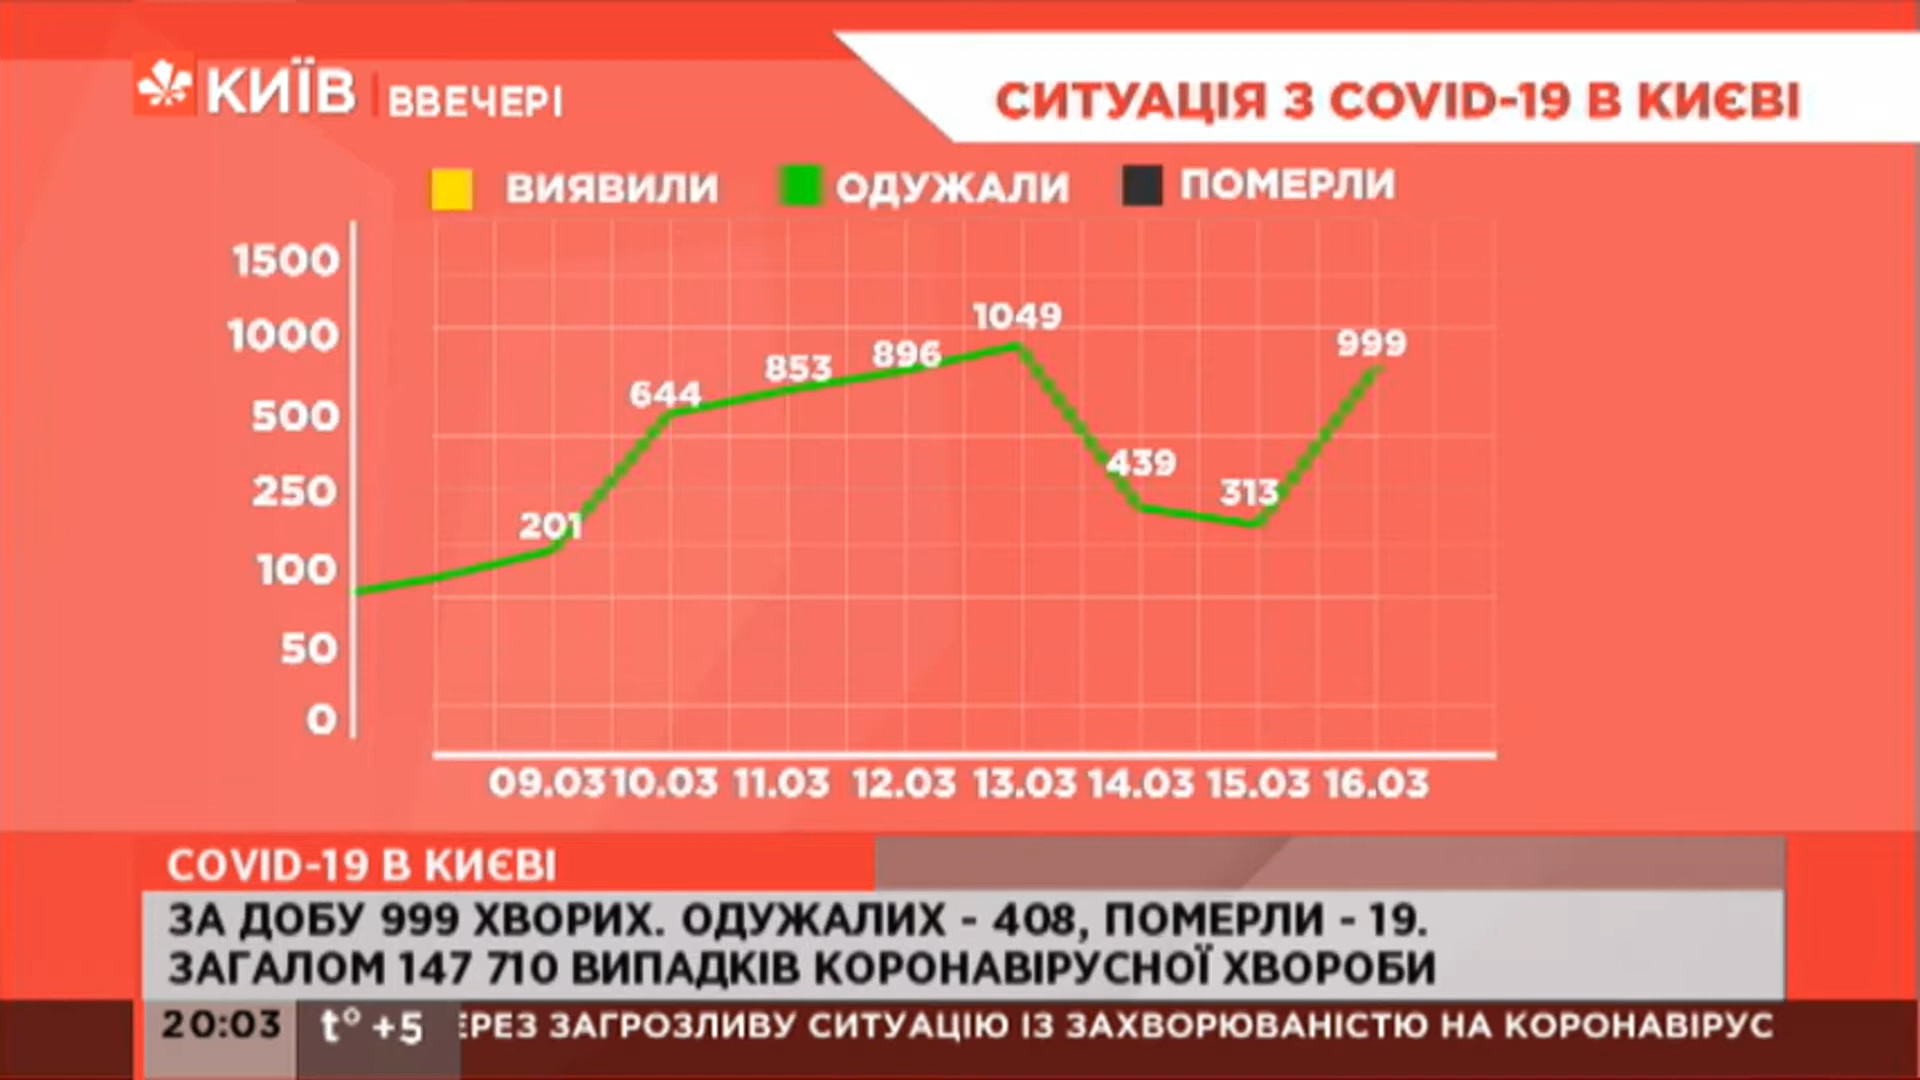 КИЇВ ВВЕЧЕРІ
СИТУАЦІЯ З COVID-19 В КИЄВІ
ВИЯВИЛИ ОДУЖАЛИ ПОМЕРЛИ
1500
1000
500
250
100
50
0
201
644
853
896
1049
439
313
999
09.03 10.03 11.03 12.03 13.03 14.03 15.03 16.03
COVID-19 В КИЄВІ
ЗА ДОБУ 999 ХВОРИХ. ОДУЖАЛИХ - 408, ПОМЕРЛИ - 19.
ЗАГАЛОМ 147 710 ВИПАДКІВ КОРОНАВІРУСНОЇ ХВОРОБИ
20:03 t° +5 ЕРЕЗ ЗАГРОЗЛИВУ СИТУАЦІЮ ІЗ ЗАХВОРЮВАНІСТЮ НА КОРОНАВІРУС